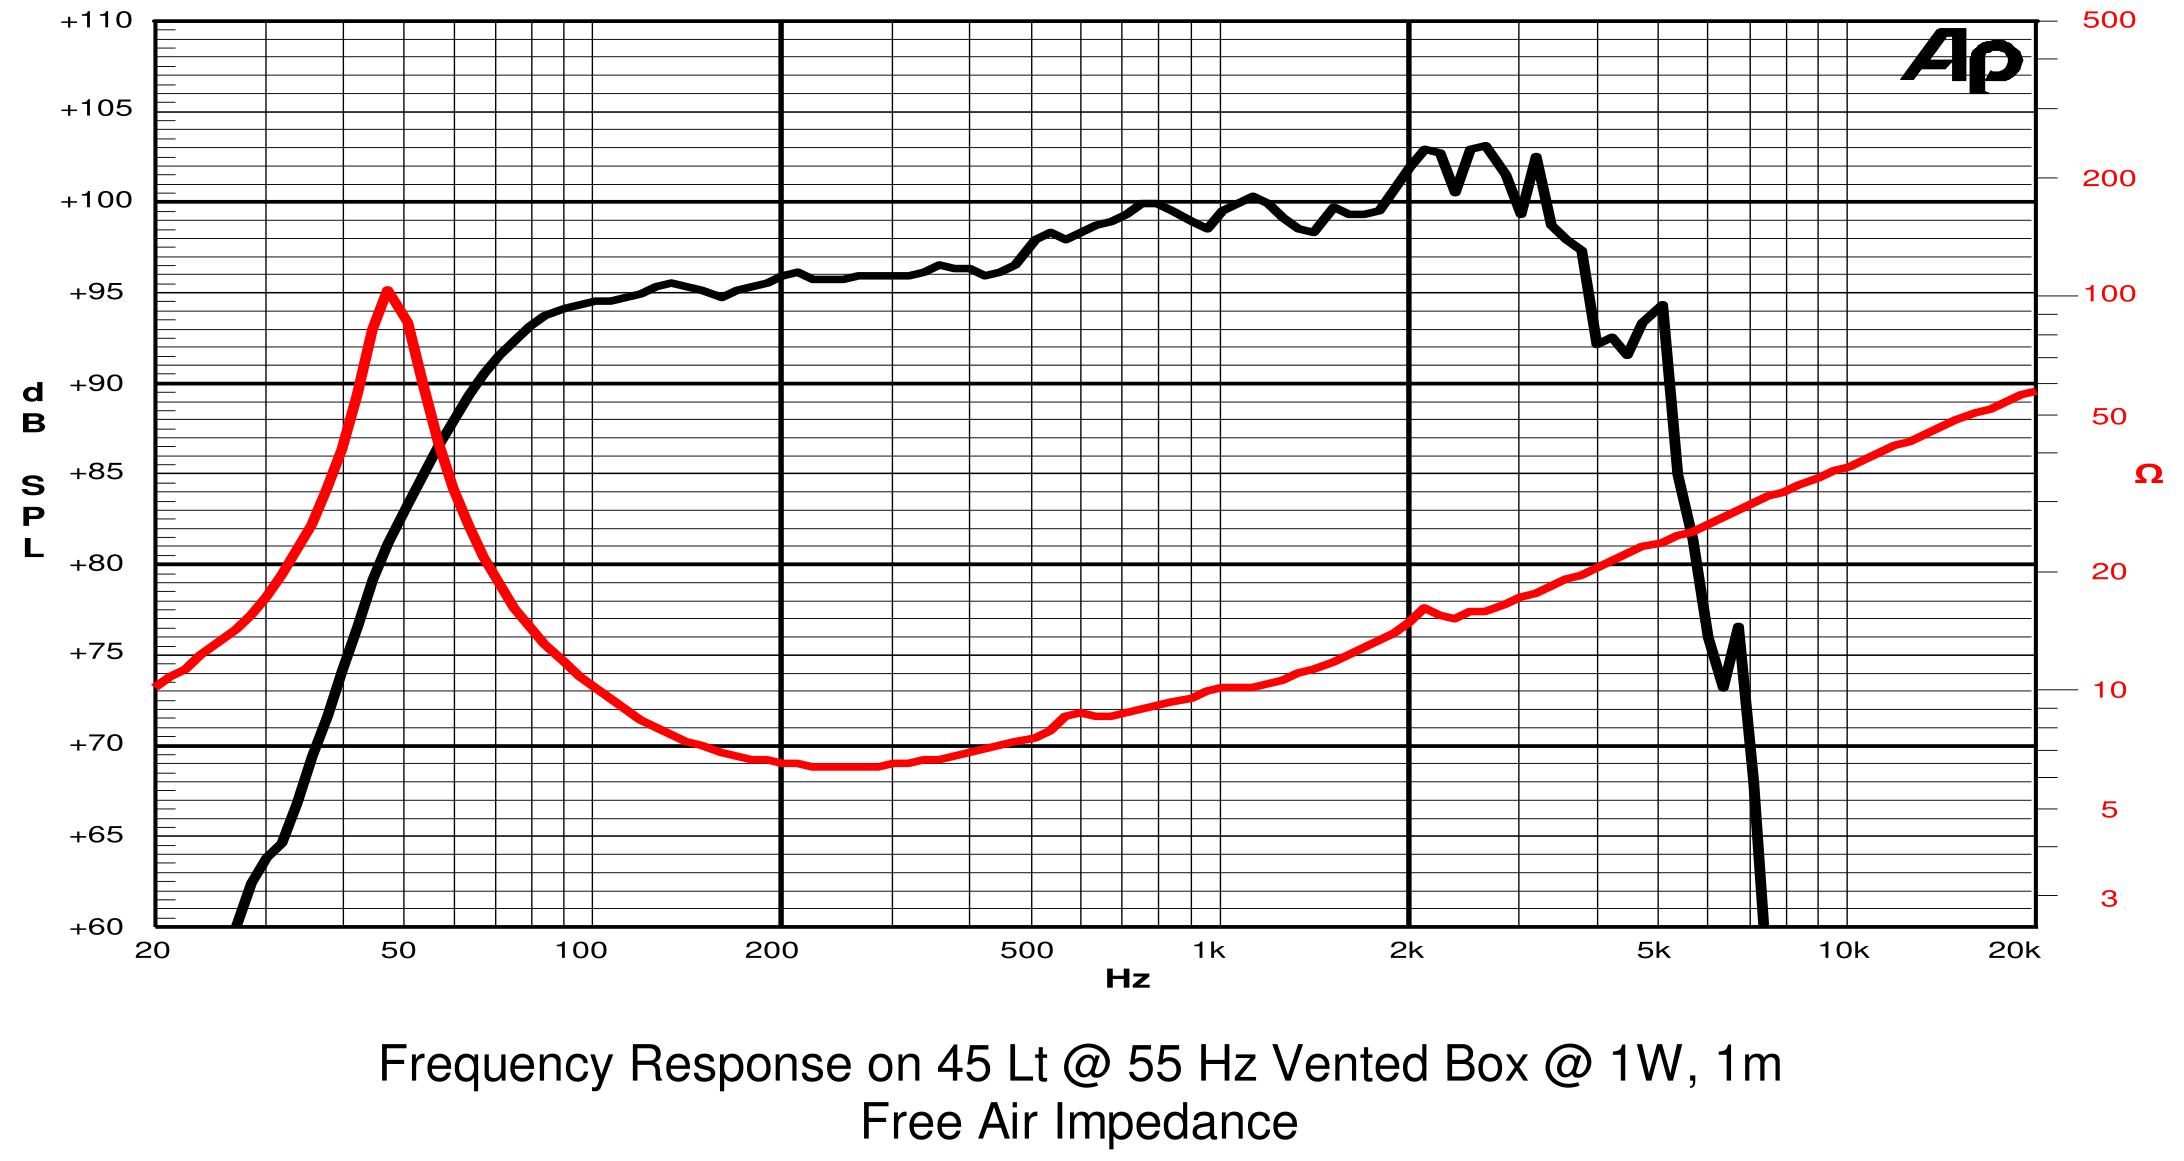 +110
+105
+100
+95
+90
+85
+80
+75
+70
+65
+60
dB SPL
Ap
500
200
100
50
20
10
5
3
Ω
20 50 100 200 500 1k 2k 5k 10k 20k
Hz
Frequency Response on 45 Lt @ 55 Hz Vented Box @ 1W, 1m
Free Air Impedance